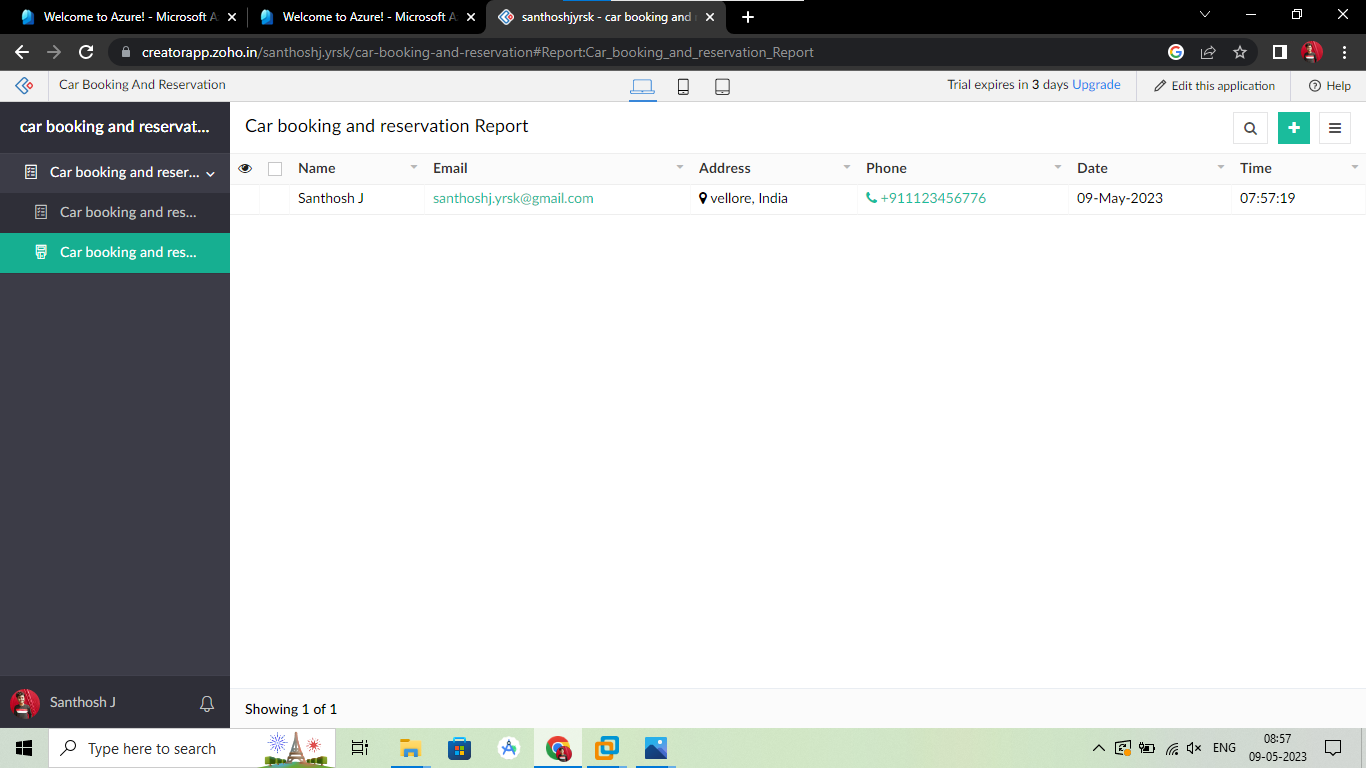 Welcome to Azure! - Microsoft A
Welcome to Azure! - Microsoft A
santhoshjyrsk - car booking and
creatorapp.zoho.in/santhoshj.yrsk/car-booking-and-reservation#Report:Car_booking_and_reservation_Report
Car Booking And Reservation
Trial expires in 3 days Upgrade
Edit this application
Help
car booking and reservat...
Car booking and reservation Report
Car booking and reser...
Name Email Address Phone Date Time
Santhosh J santhoshj.yrsk@gmail.com vellore, India +911123456776 09-May-2023 07:57:19
Car booking and res...
Car booking and res...
Santhosh J
Showing 1 of 1
Type here to search
ENG
08:57
09-05-2023